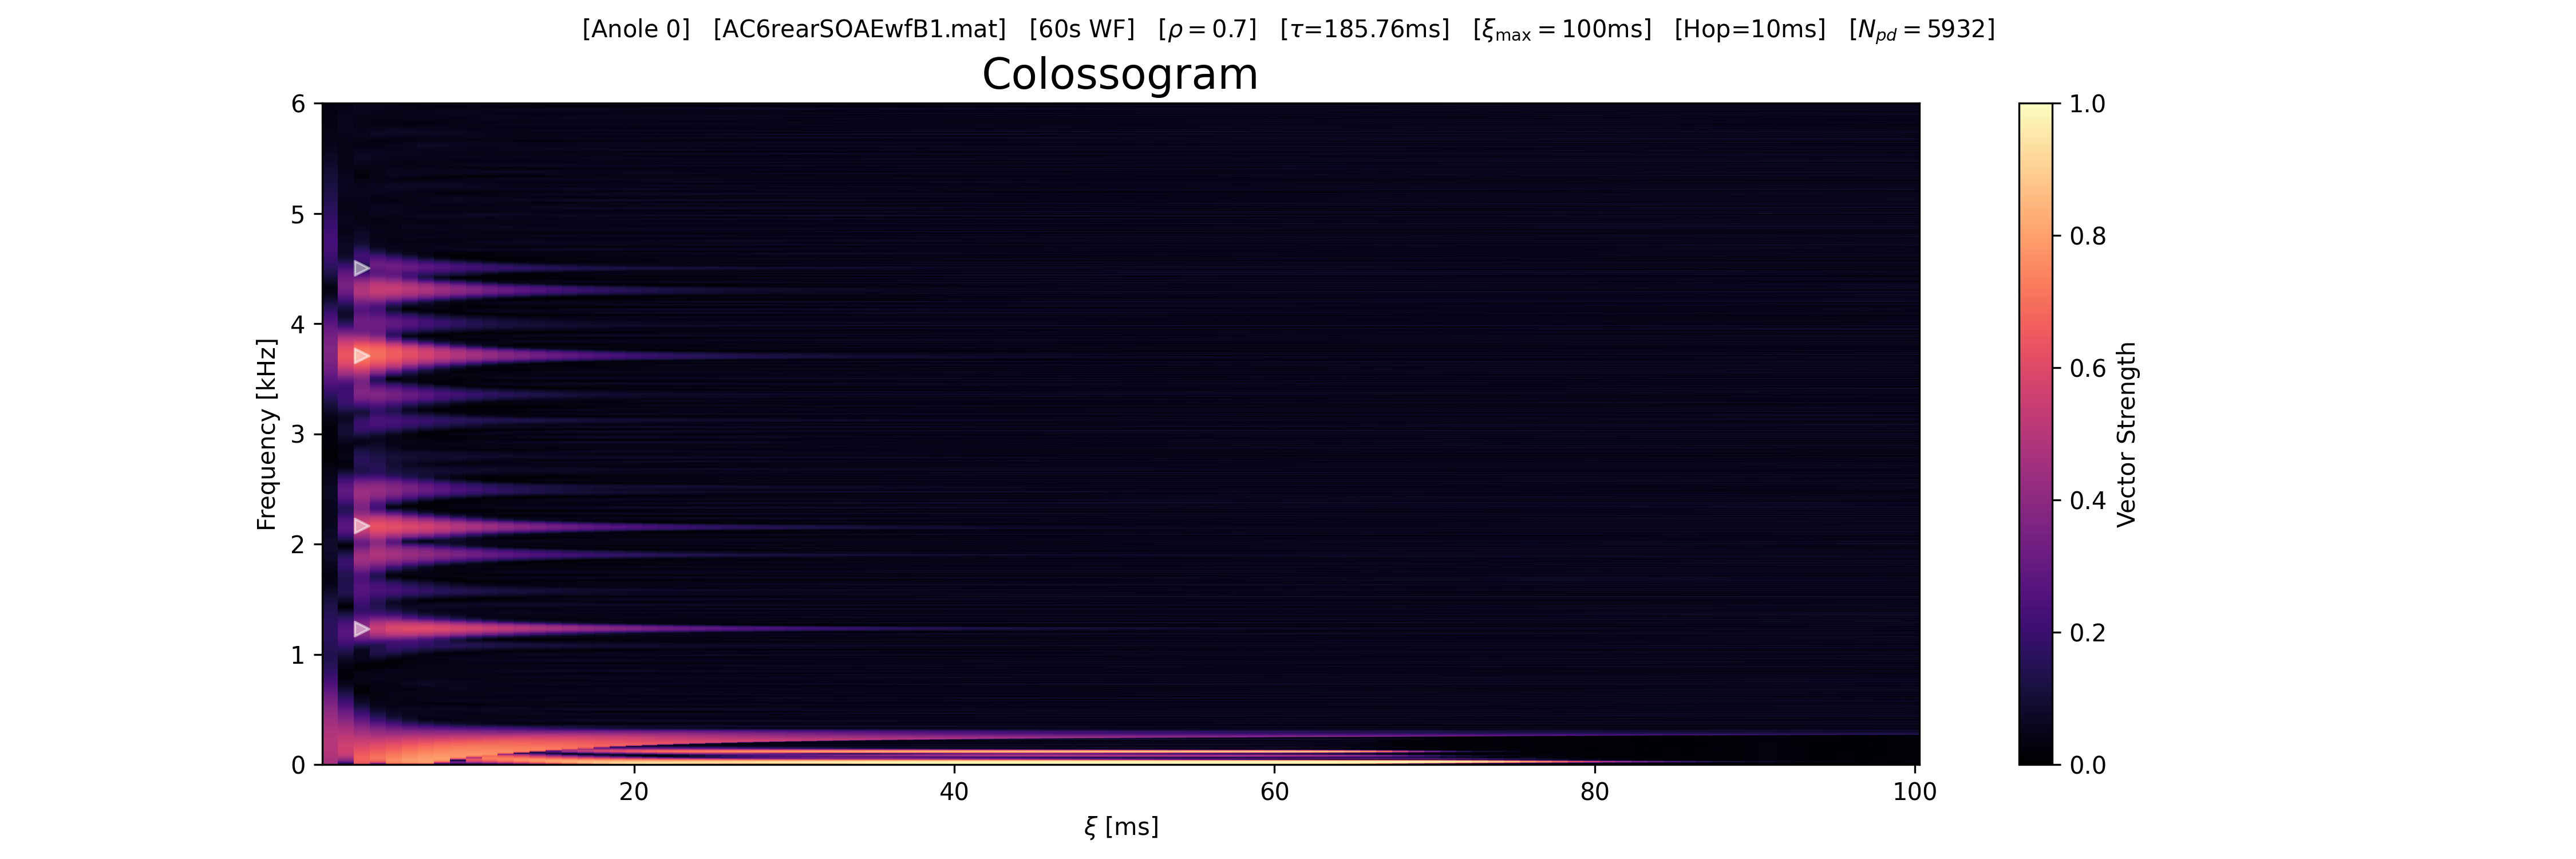 [Anole 0] [AC6rearSOAEwfB1.mat] [60s WF] [ρ = 0.7] [τ=185.76ms] [ξmax = 100ms] [Hop=10ms] [Npd = 5932]
Colossogram
6
5
4
3
2
1
0
Frequency [kHz]
20 40 60 80 100
ξ [ms]
1.0
0.8
0.6
0.4
0.2
0.0
Vector Strength